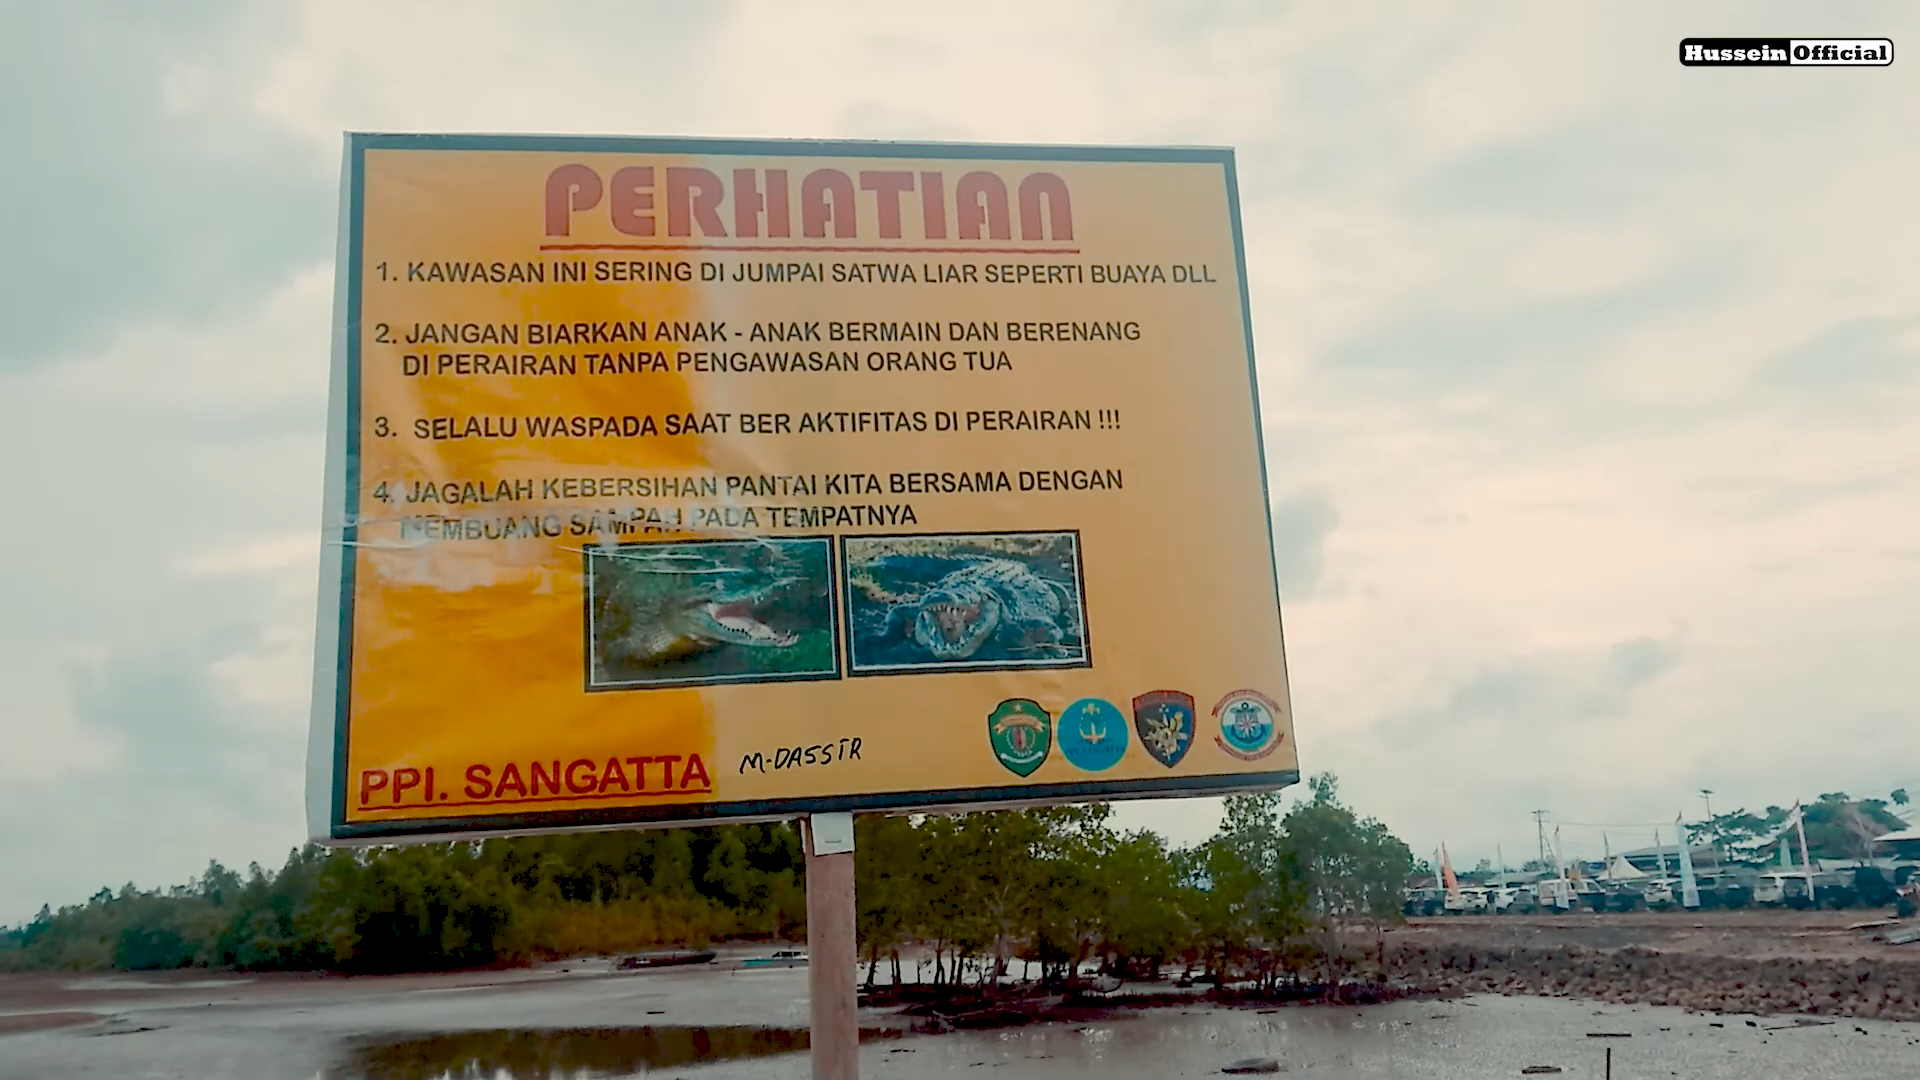 Hussein Official
PERHATIAN
1. KAWASAN INI SERING DI JUMPAI SATWA LIAR SEPERTI BUAYA DLL
2. JANGAN BIARKAN ANAK - ANAK BERMAIN DAN BERENANG
DI PERAIRAN TANPA PENGAWASAN ORANG TUA
3. SELALU WASPADA SAAT BER AKTIFITAS DI PERAIRAN !!!
4. JAGALAH KEBERSIHAN PANTAI KITA BERSAMA DENGAN
MEMBUANG SAMPAH PADA TEMPATNYA
PPI. SANGATTA
M-DASSIR